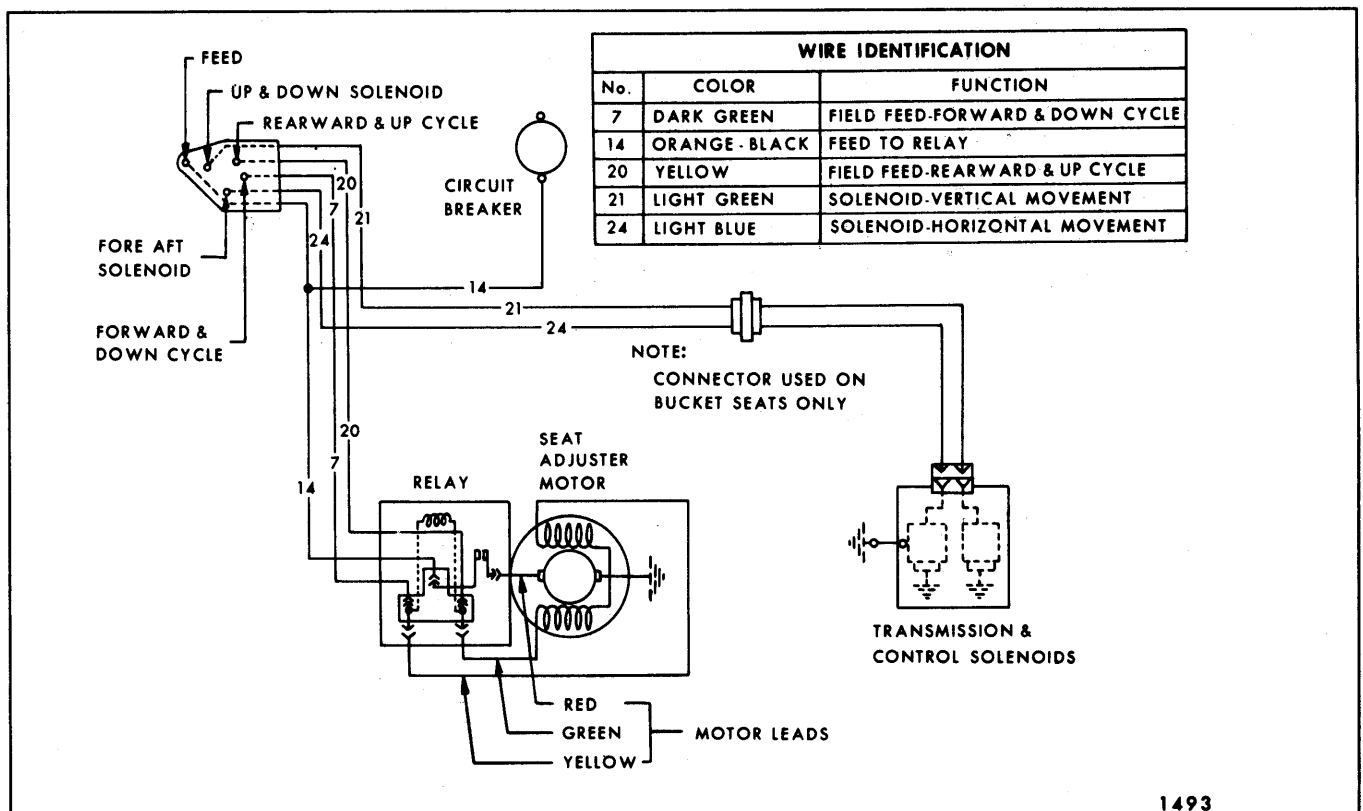 FEED
UP & DOWN SOLENOID
REARWARD & UP CYCLE
FORE AFT
SOLENOID
FORWARD &
DOWN CYCLE
20
7
21
24
CIRCUIT
BREAKER
WIRE IDENTIFICATION
No. COLOR FUNCTION
7 DARK GREEN FIELD FEED-FORWARD & DOWN CYCLE
14 ORANGE-BLACK FEED TO RELAY
20 YELLOW FIELD FEED-REARWARD & UP CYCLE
21 LIGHT GREEN SOLENOID-VERTICAL MOVEMENT
24 LIGHT BLUE SOLENOID-HORIZONTAL MOVEMENT
14
21
24
NOTE:
CONNECTOR USED ON
BUCKET SEATS ONLY
20
7
14
RELAY
SEAT
ADJUSTER
MOTOR
TRANSMISSION &
CONTROL SOLENOIDS
RED
GREEN
YELLOW
MOTOR LEADS
1493